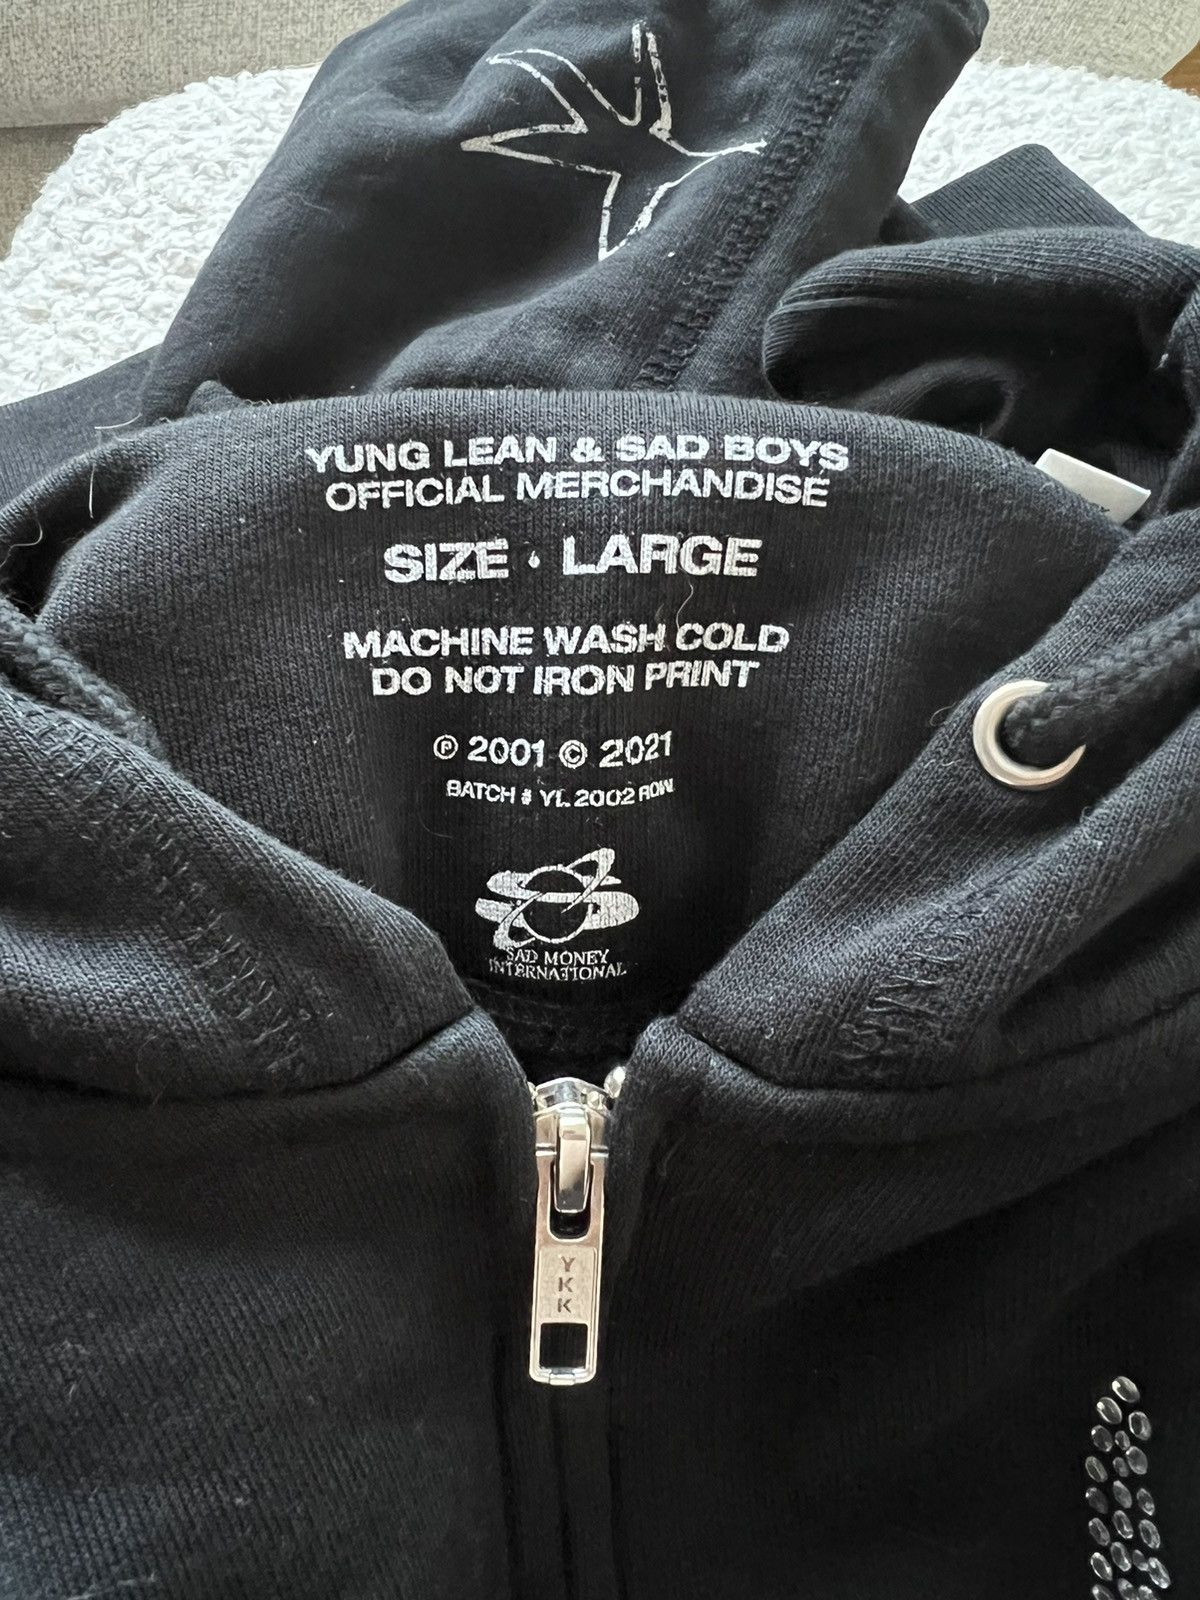 YUNG LEAN & SAD BOYS
OFFICIAL MERCHANDISE
SIZE • LARGE
MACHINE WASH COLD
DO NOT IRON PRINT
℗ 2001 © 2021
BATCH # YL 2002 ROW
SAD MONEY
INTERNATIONAL
YKK